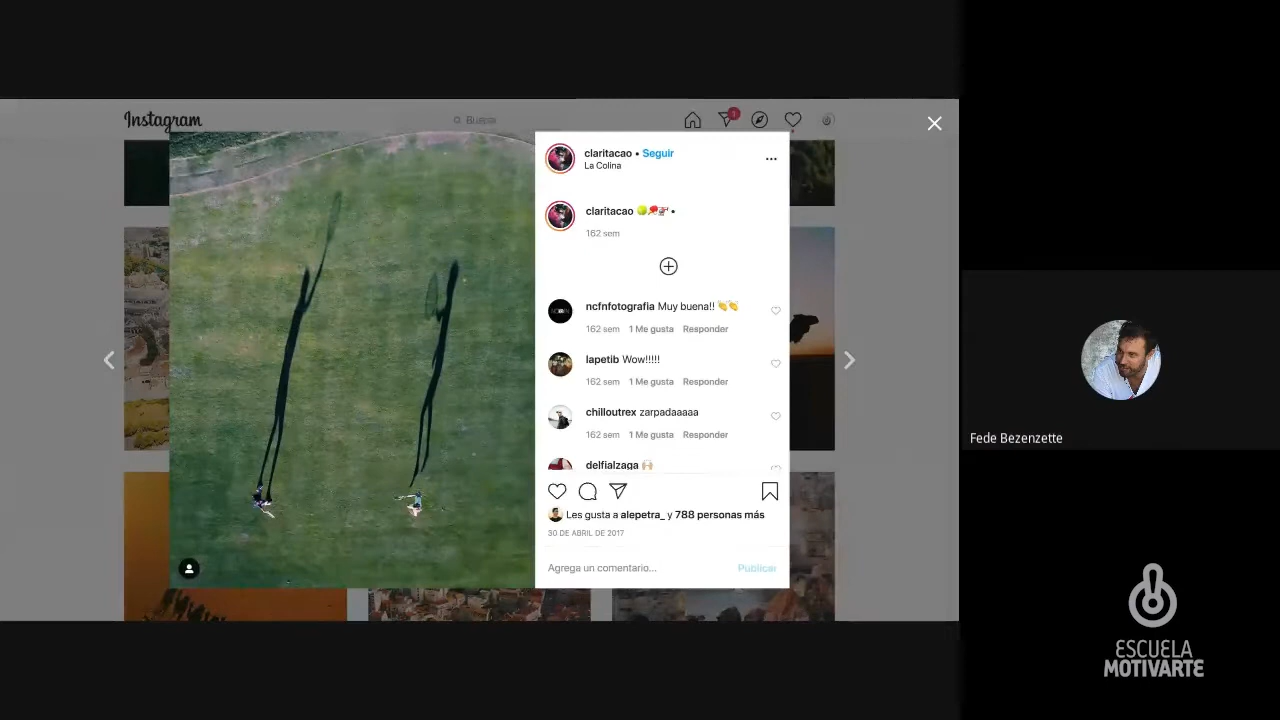 Instagram
Busca
1
claritacao • Seguir
La Colina
claritacao 🎾🏓🚁 •
162 sem
ncfnfotografia Muy buena!! 👏👏
162 sem 1 Me gusta Responder
lapetib Wow!!!!!
162 sem 1 Me gusta Responder
chilloutrex zarpadaaaaa
162 sem 1 Me gusta Responder
delfialzaga 🙌
Les gusta a alepetra_ y 788 personas más
30 DE ABRIL DE 2017
Agrega un comentario...
Publicar
Fede Bezenzette
ESCUELA
MOTIVARTE